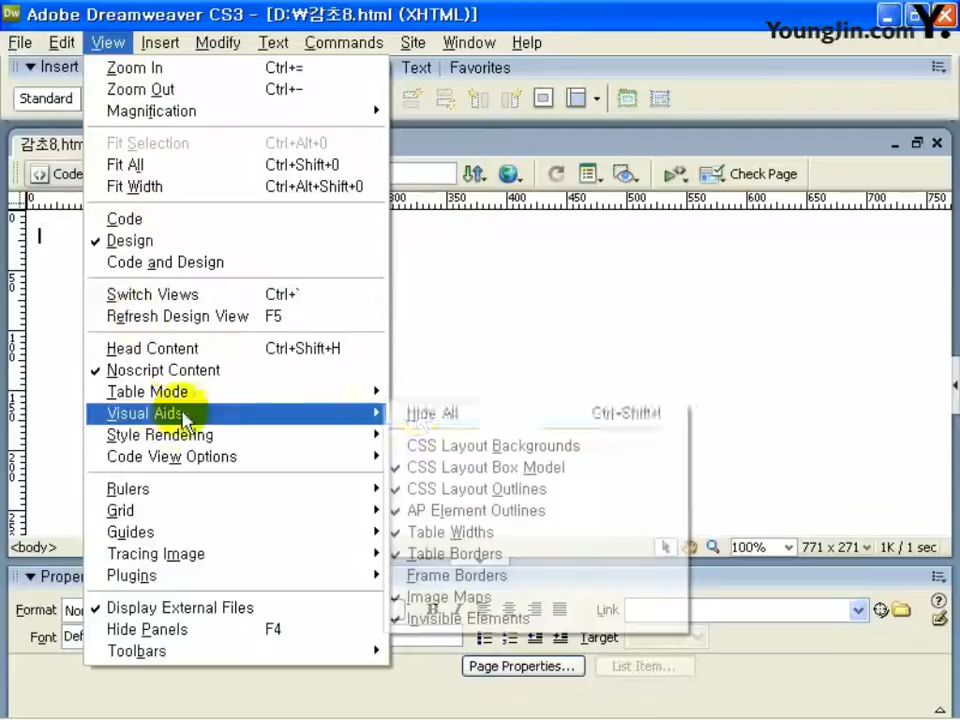 Adobe Dreamweaver CS3 - [D:₩감초8.html (XHTML)]
YoungJin.com Y.
File Edit View Insert Modify Text Commands Site Window Help
Insert Text Favorites
Standard
감초8.htm
Code Check Page
0 300 350 400 450 500 550 600 650 700 750
Zoom In Ctrl+=
Zoom Out Ctrl+-
Magnification
Fit Selection Ctrl+Alt+0
Fit All Ctrl+Shift+0
Fit Width Ctrl+Alt+Shift+0
Code
Design
Code and Design
Switch Views Ctrl+`
Refresh Design View F5
Head Content Ctrl+Shift+H
Noscript Content
Table Mode
Visual Aids
Style Rendering
Code View Options
Rulers
Grid
Guides
Tracing Image
Plugins
Display External Files
Hide Panels F4
Toolbars
Hide All Ctrl+Shift+I
CSS Layout Backgrounds
CSS Layout Box Model
CSS Layout Outlines
AP Element Outlines
Table Widths
Table Borders
Frame Borders
Image Maps
Invisible Elements
<body> 100% 771 x 271 1K / 1 sec
Proper
Format Link
Font Target
Page Properties... List Item...